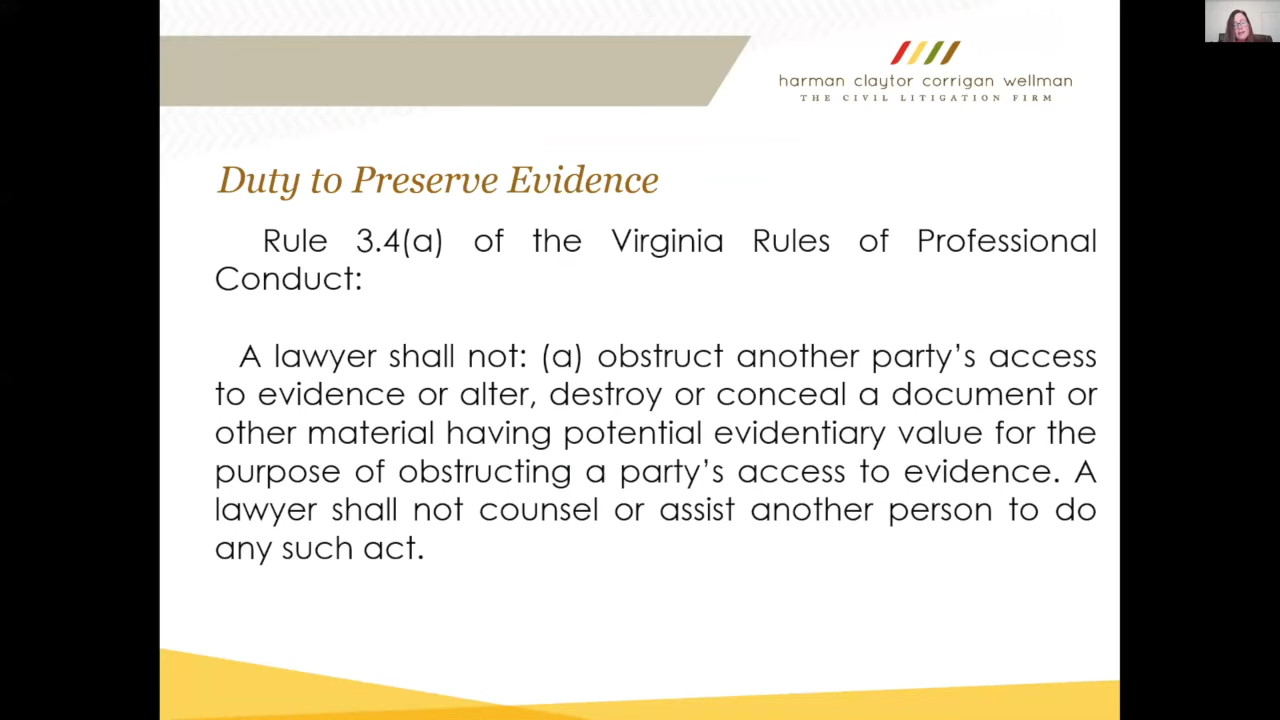 harman claytor corrigan wellman
THE CIVIL LITIGATION FIRM
Duty to Preserve Evidence
Rule 3.4(a) of the Virginia Rules of Professional
Conduct:
A lawyer shall not: (a) obstruct another party’s access
to evidence or alter, destroy or conceal a document or
other material having potential evidentiary value for the
purpose of obstructing a party’s access to evidence. A
lawyer shall not counsel or assist another person to do
any such act.